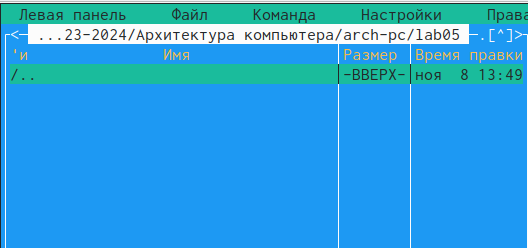 Левая панель Файл Команда Настройки Права
<— ...23-2024/Архитектура компьютера/arch-pc/lab05 —.[^]>
'и Имя Размер Время правки
/.. -ВВЕРХ- ноя 8 13:49